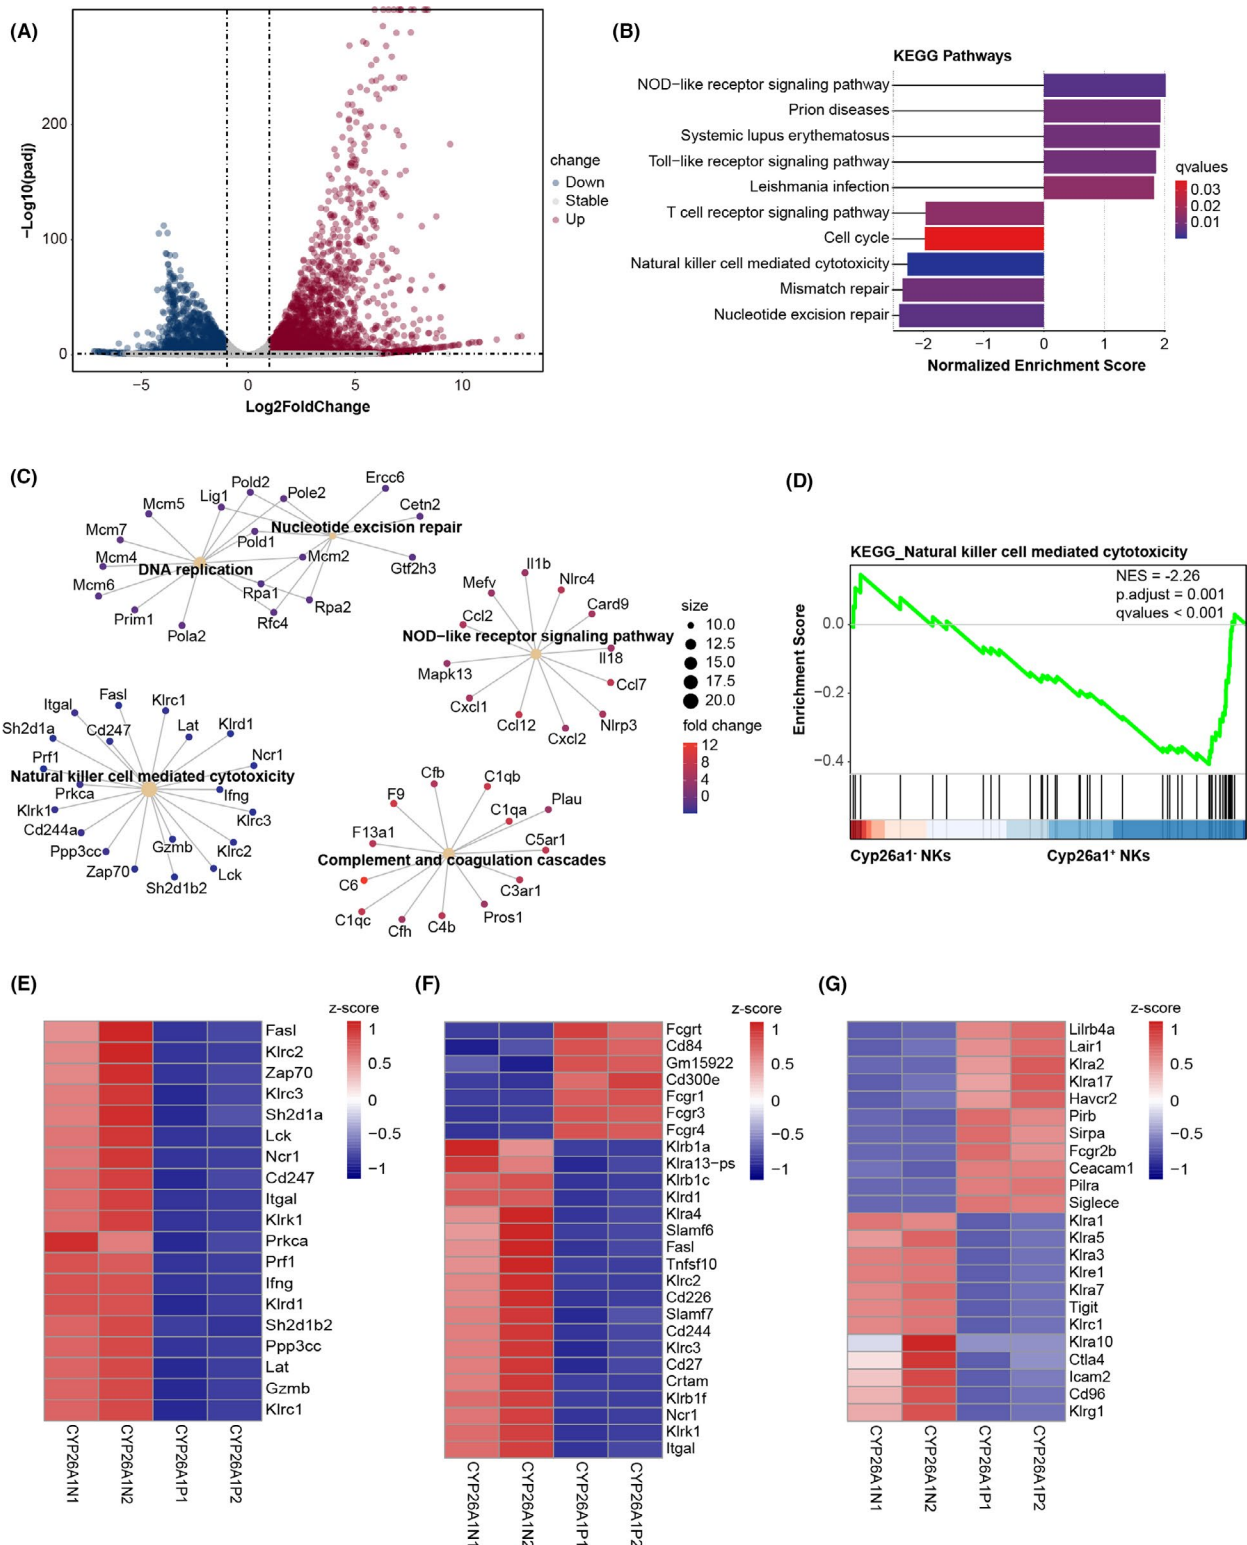 (A)
200
100
0
−Log10(padj)
−5
0
5
10
Log2FoldChange
change
Down
Stable
Up
(B)
KEGG Pathways
NOD−like receptor signaling pathway
Prion diseases
Systemic lupus erythematosus
Toll−like receptor signaling pathway
Leishmania infection
T cell receptor signaling pathway
Cell cycle
Natural killer cell mediated cytotoxicity
Mismatch repair
Nucleotide excision repair
−2
−1
0
1
2
Normalized Enrichment Score
qvalues
0.03
0.02
0.01
(C)
Pold2
Ercc6
Lig1
Pole2
Mcm5
Cetn2
Mcm7
Nucleotide excision repair
Pold1
Mcm4
Mcm2
DNA replication
Gtf2h3
Mcm6
Rpa1
Rpa2
Prim1
Rfc4
Pola2
Il1b
Mefv
Nlrc4
Ccl2
Card9
NOD−like receptor signaling pathway
Il18
Mapk13
Ccl7
Cxcl1
Ccl12
Nlrp3
Cxcl2
Fasl
Klrc1
Itgal
Sh2d1a
Cd247
Lat
Klrd1
Prf1
Ncr1
Natural killer cell mediated cytotoxicity
Prkca
Ifng
Klrk1
Klrc3
Cd244a
Ppp3cc
Gzmb
Klrc2
Zap70
Lck
Sh2d1b2
Cfb
C1qb
F9
C1qa
Plau
F13a1
C5ar1
Complement and coagulation cascades
C6
C3ar1
C1qc
Cfh
C4b
Pros1
size
10.0
12.5
15.0
17.5
20.0
fold change
12
8
4
0
(D)
KEGG_Natural killer cell mediated cytotoxicity
NES = -2.26
p.adjust = 0.001
qvalues < 0.001
0.0
−0.2
−0.4
Enrichment Score
Cyp26a1⁻ NKs
Cyp26a1⁺ NKs
(E)
z-score
1
0.5
0
−0.5
−1
Fasl
Klrc2
Zap70
Klrc3
Sh2d1a
Lck
Ncr1
Cd247
Itgal
Klrk1
Prkca
Prf1
Ifng
Klrd1
Sh2d1b2
Ppp3cc
Lat
Gzmb
Klrc1
CYP26A1N1
CYP26A1N2
CYP26A1P1
CYP26A1P2
(F)
z-score
1
0.5
0
−0.5
−1
Fcgrt
Cd84
Gm15922
Cd300e
Fcgr1
Fcgr3
Fcgr4
Klrb1a
Klra13−ps
Klrb1c
Klrd1
Klra4
Slamf6
Fasl
Tnfsf10
Klrc2
Cd226
Slamf7
Cd244
Klrc3
Cd27
Crtam
Klrb1f
Ncr1
Klrk1
Itgal
CYP26A1N1
CYP26A1N2
CYP26A1P1
CYP26A1P2
(G)
z-score
1
0.5
0
−0.5
−1
Lilrb4a
Lair1
Klra2
Klra17
Havcr2
Pirb
Sirpa
Fcgr2b
Ceacam1
Pilra
Siglece
Klra1
Klra5
Klra3
Klre1
Klra7
Tigit
Klrc1
Klra10
Ctla4
Icam2
Cd96
Klrg1
CYP26A1N1
CYP26A1N2
CYP26A1P1
CYP26A1P2